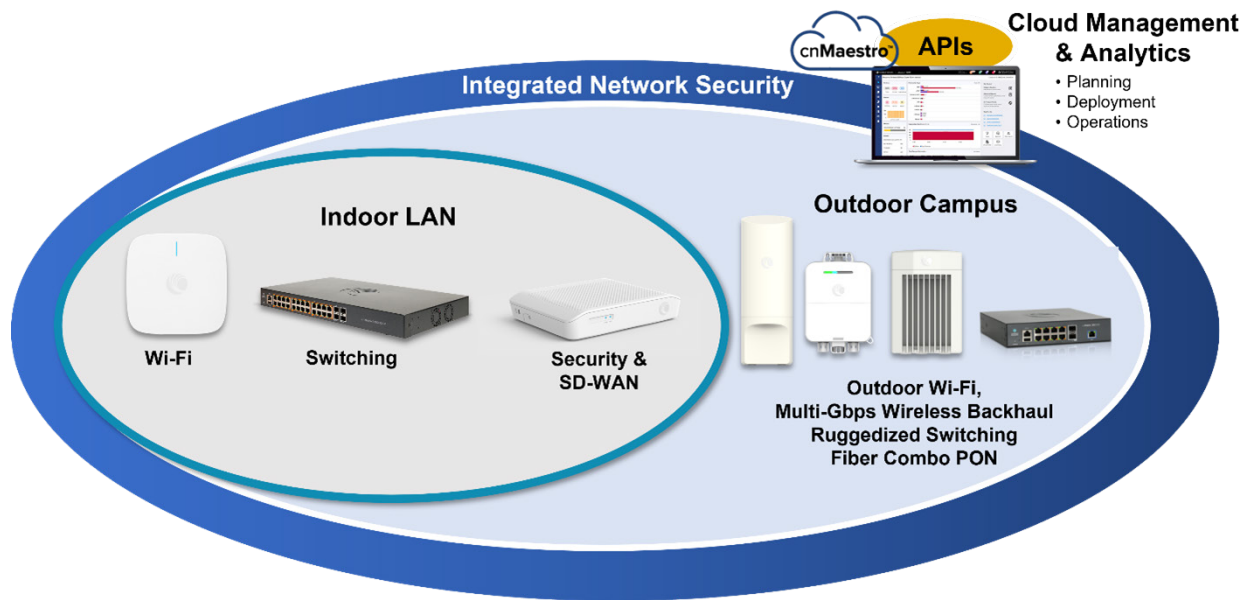 cnMaestro™
APIs
Cloud Management
& Analytics
• Planning
• Deployment
• Operations
Integrated Network Security
Indoor LAN
Outdoor Campus
Wi-Fi
Switching
Security &
SD-WAN
Outdoor Wi-Fi,
Multi-Gbps Wireless Backhaul
Ruggedized Switching
Fiber Combo PON